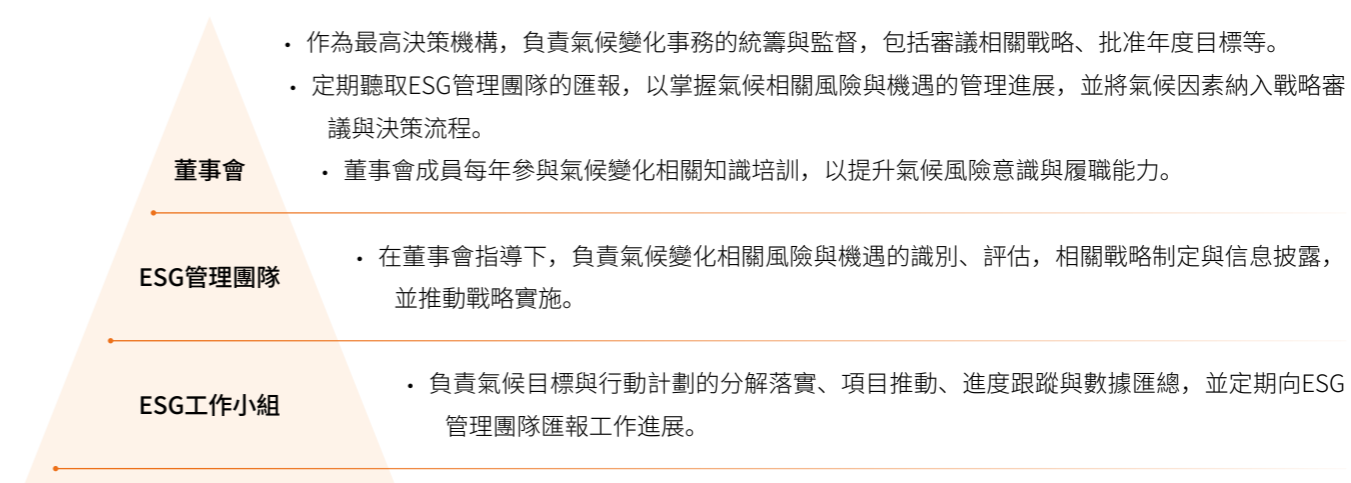 • 作為最高決策機構，負責氣候變化事務的統籌與監督，包括審議相關戰略、批准年度目標等。
• 定期聽取ESG管理團隊的匯報，以掌握氣候相關風險與機遇的管理進展，並將氣候因素納入戰略審
議與決策流程。
董事會
• 董事會成員每年參與氣候變化相關知識培訓，以提升氣候風險意識與履職能力。
ESG管理團隊
• 在董事會指導下，負責氣候變化相關風險與機遇的識別、評估，相關戰略制定與信息披露，
並推動戰略實施。
ESG工作小組
• 負責氣候目標與行動計劃的分解落實、項目推動、進度跟蹤與數據匯總，並定期向ESG
管理團隊匯報工作進展。